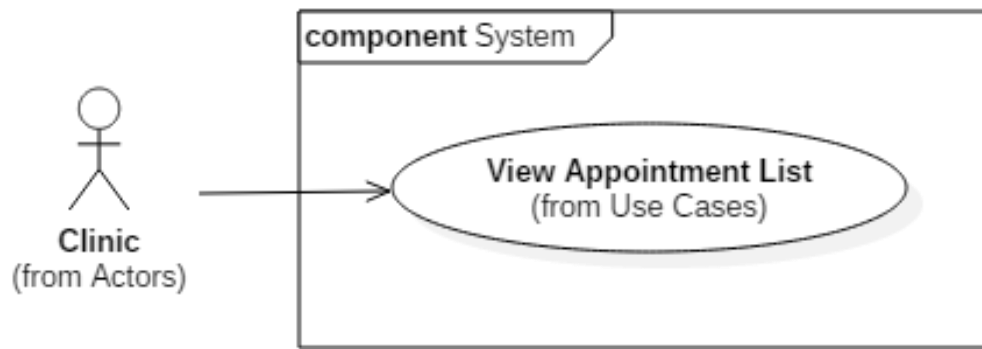 component System
Clinic
(from Actors)
View Appointment List
(from Use Cases)